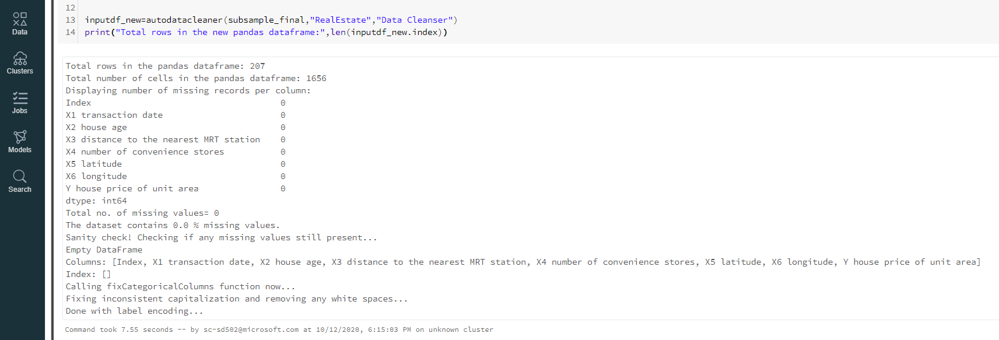 Data
Clusters
Jobs
Models
Search
12
13 inputdf_new=autodatacleaner(subsample_final,"RealEstate","Data Cleanser")
14 print("Total rows in the new pandas dataframe:",len(inputdf_new.index))
Total rows in the pandas dataframe: 207
Total number of cells in the pandas dataframe: 1656
Displaying number of missing records per column:
Index 0
X1 transaction date 0
X2 house age 0
X3 distance to the nearest MRT station 0
X4 number of convenience stores 0
X5 latitude 0
X6 longitude 0
Y house price of unit area 0
dtype: int64
Total no. of missing values= 0
The dataset contains 0.0 % missing values.
Sanity check! Checking if any missing values still present...
Empty DataFrame
Columns: [Index, X1 transaction date, X2 house age, X3 distance to the nearest MRT station, X4 number of convenience stores, X5 latitude, X6 longitude, Y house price of unit area]
Index: []
Calling fixCategoricalColumns function now...
Fixing inconsistent capitalization and removing any white spaces...
Done with label encoding...
Command took 7.55 seconds -- by sc-sd502@microsoft.com at 10/12/2020, 6:15:03 PM on unknown cluster